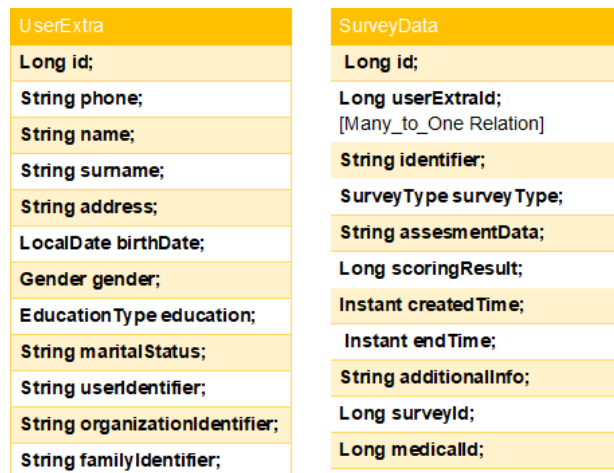 UserExtra
Long id;
String phone;
String name;
String surname;
String address;
LocalDate birthDate;
Gender gender;
EducationType education;
String maritalStatus;
String userIdentifier;
String organizationIdentifier;
String familyIdentifier;
SurveyData
Long id;
Long userExtraId;
[Many_to_One Relation]
String identifier;
SurveyType surveyType;
String assesmentData;
Long scoringResult;
Instant createdTime;
Instant endTime;
String additionalInfo;
Long surveyId;
Long medicalId;